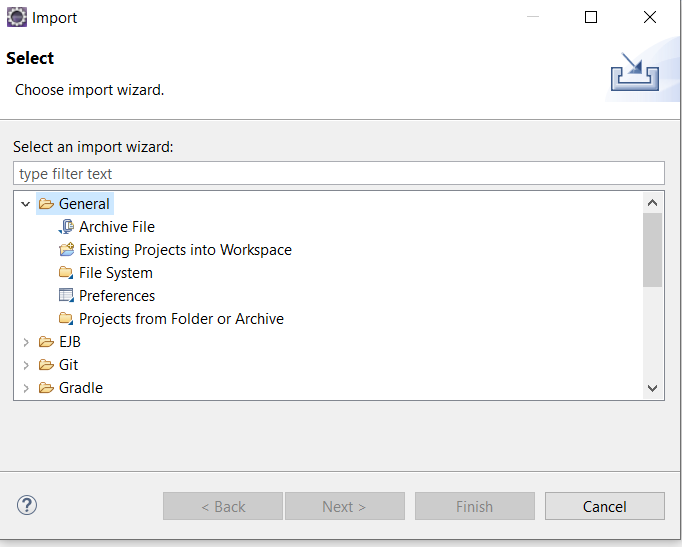 Import
Select
Choose import wizard.
Select an import wizard:
type filter text
General
Archive File
Existing Projects into Workspace
File System
Preferences
Projects from Folder or Archive
EJB
Git
Gradle
?
< Back
Next >
Finish
Cancel